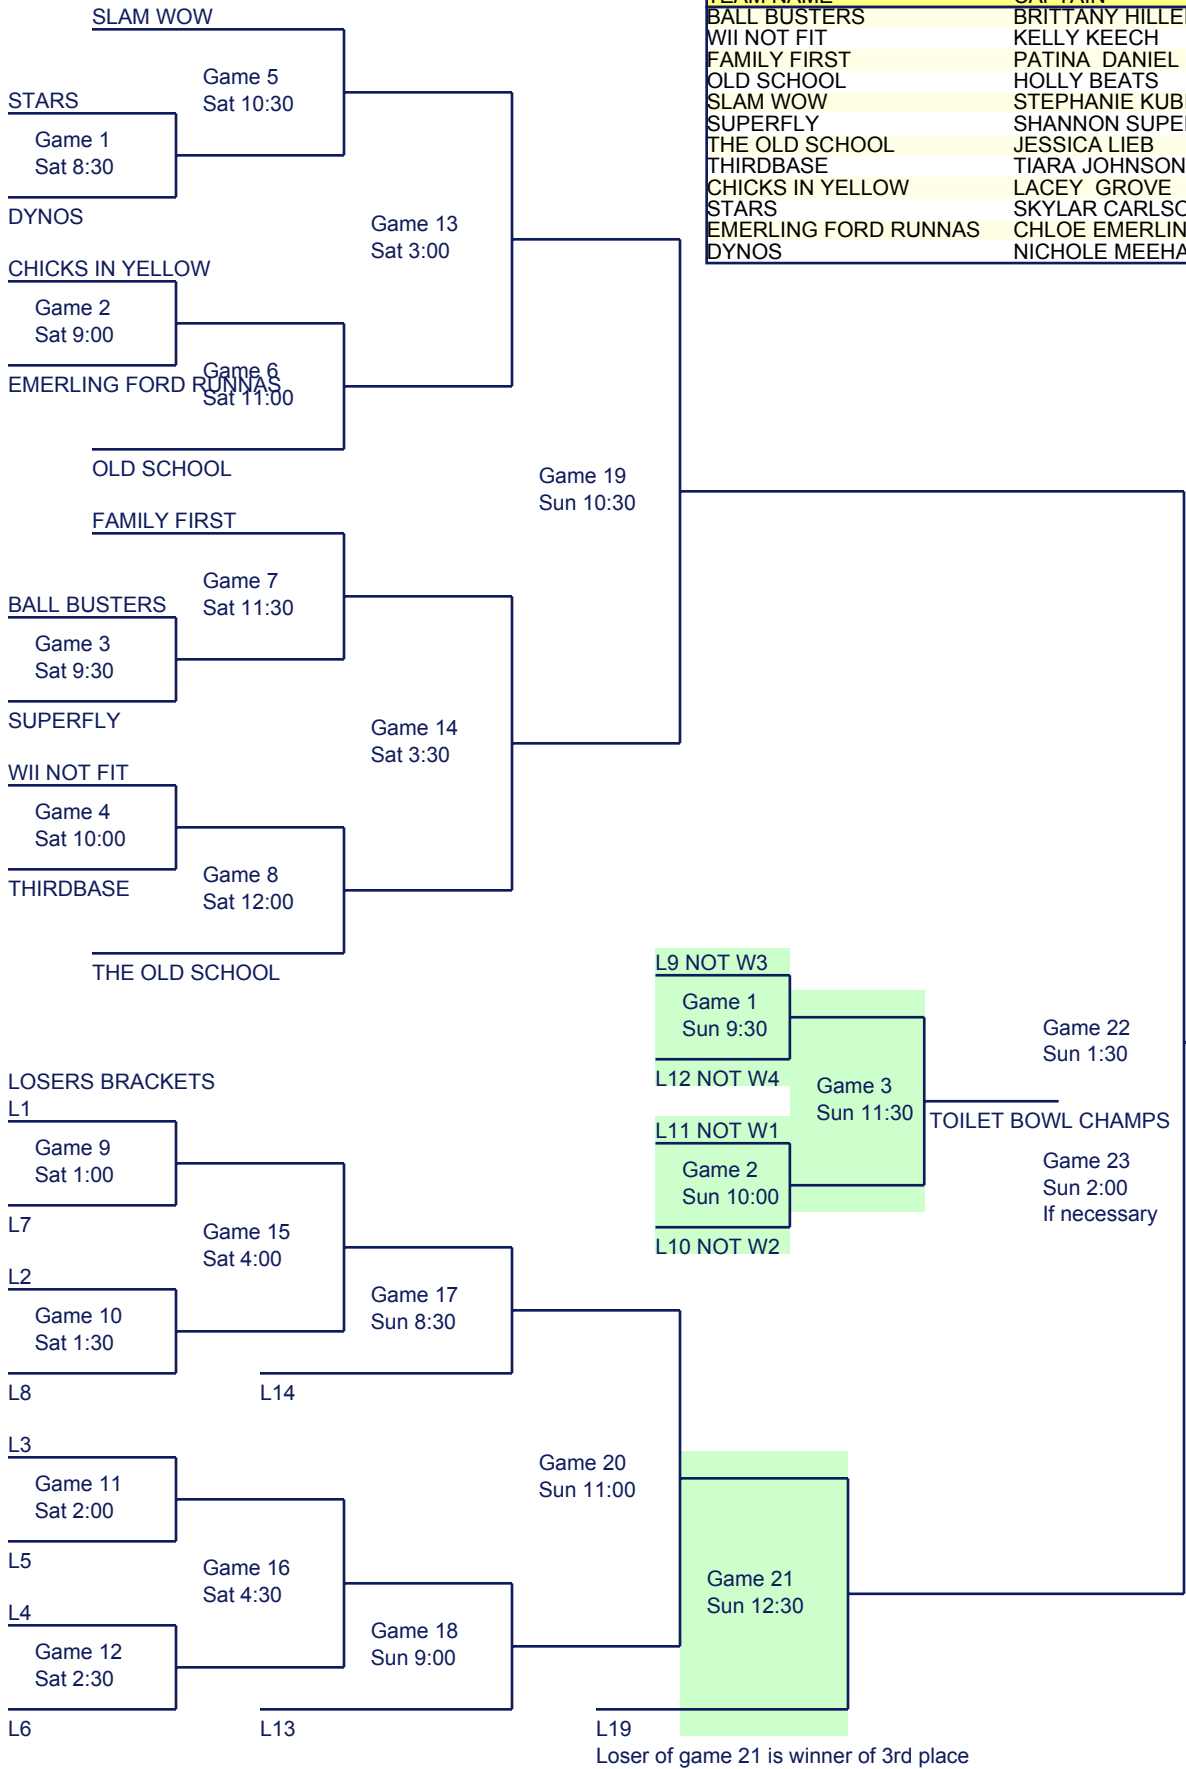 TEAM NAME CAPTAIN
BALL BUSTERS BRITTANY
WII NOT FIT KELLY KEECH
FAMILY FIRST PATINA DANIEL
OLD SCHOOL HOLLY BEATS
SLAM WOW STEPHANIE
SUPERFLY SHANNON
THE OLD SCHOOL JESSICA LIEB
THIRDBASE TIARA JOHNSON
CHICKS IN YELLOW LACEY GROVE
STARS SKYLAR
EMERLING FORD RUNNAS CHLOE
DYNOS NICHOLE
SLAM WOW
Game 5
Sat 10:30
STARS
Game 1
Sat 8:30
DYNOS
Game 13
Sat 3:00
CHICKS IN YELLOW
Game 2
Sat 9:00
EMERLING FORD RUNNAS
Game 6
Sat 11:00
OLD SCHOOL
Game 19
Sun 10:30
FAMILY FIRST
Game 7
Sat 11:30
BALL BUSTERS
Game 3
Sat 9:30
SUPERFLY
Game 14
Sat 3:30
WII NOT FIT
Game 4
Sat 10:00
THIRDBASE
Game 8
Sat 12:00
THE OLD SCHOOL
L9 NOT W3
Game 1
Sun 9:30
L12 NOT W4
Game 3
Sun 11:30
L11 NOT W1
Game 2
Sun 10:00
L10 NOT W2
TOILET BOWL CHAMPS
Game 22
Sun 1:30
Game 23
Sun 2:00
If necessary
LOSERS BRACKETS
L1
Game 9
Sat 1:00
L7
Game 15
Sat 4:00
L2
Game 10
Sat 1:30
L8
Game 17
Sun 8:30
L14
L3
Game 11
Sat 2:00
L5
Game 16
Sat 4:30
L4
Game 12
Sat 2:30
L6
Game 18
Sun 9:00
L13
Game 20
Sun 11:00
Game 21
Sun 12:30
L19
Loser of game 21 is winner of 3rd place